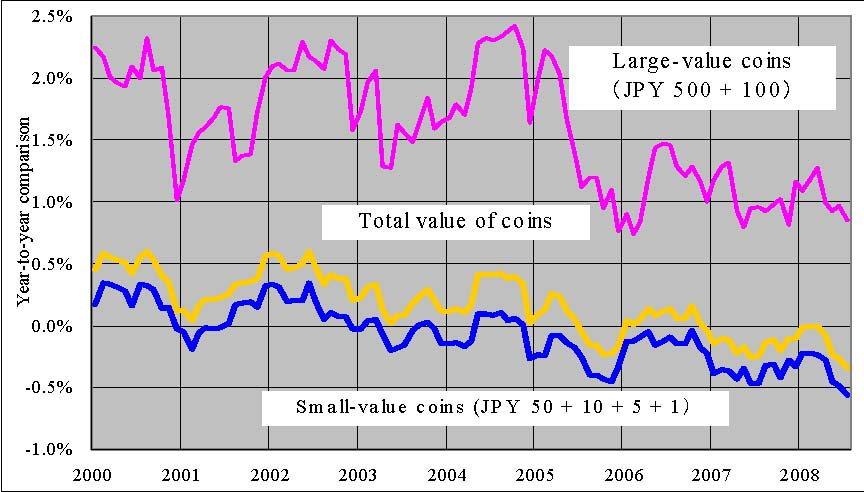 2.5%
2.0%
1.5%
1.0%
0.5%
0.0%
-0.5%
-1.0%
Year-to-year comparison
Large-value coins
(JPY 500 + 100)
Total value of coins
Small-value coins (JPY 50 + 10 + 5 + 1)
2000 2001 2002 2003 2004 2005 2006 2007 2008